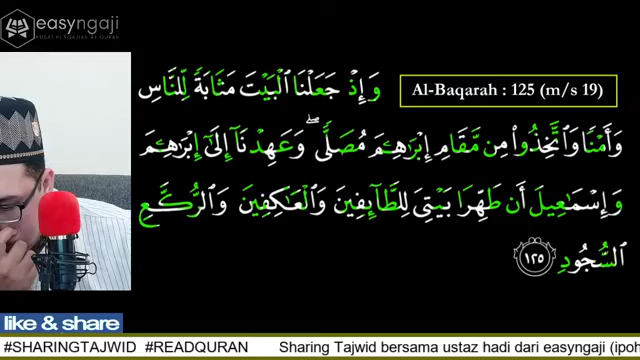 easyngaji
PUSAT PENGAJIAN AL QURAN
Al-Baqarah : 125 (m/s 19)
وَإِذْ جَعَلْنَا ٱلْبَيْتَ مَثَابَةً لِّلنَّاسِ
وَأَمْنًا وَٱتَّخِذُوا۟ مِن مَّقَامِ إِبْرَٰهِـۧمَ مُصَلًّى ۖ وَعَهِدْنَآ إِلَىٰٓ إِبْرَٰهِـۧمَ
وَإِسْمَـٰعِيلَ أَن طَهِّرَا بَيْتِىَ لِلطَّآئِفِينَ وَٱلْعَـٰكِفِينَ وَٱلرُّكَّعِ
ٱلسُّجُودِ ١٢٥
like & share
#SHARINGTAJWID #READQURAN Sharing Tajwid bersama ustaz hadi dari easyngaji (ipoh